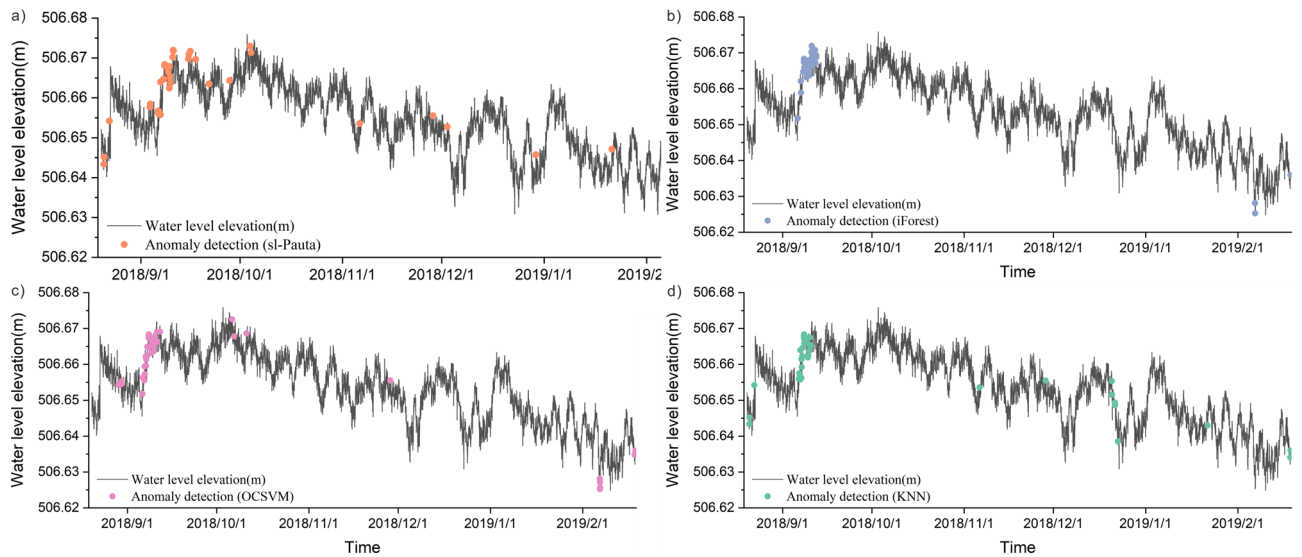 a)
Water level elevation(m)
506.68
506.67
506.66
506.65
506.64
506.63
506.62
Water level elevation(m)
Anomaly detection (sl-Pauta)
2018/9/1 2018/10/1 2018/11/1 2018/12/1 2019/1/1 2019/2
b)
Water level elevation(m)
506.68
506.67
506.66
506.65
506.64
506.63
506.62
Water level elevation(m)
Anomaly detection (iForest)
2018/9/1 2018/10/1 2018/11/1 2018/12/1 2019/1/1 2019/2/1
Time
c)
Water level elevation(m)
506.68
506.67
506.66
506.65
506.64
506.63
506.62
Water level elevation(m)
Anomaly detection (OCSVM)
2018/9/1 2018/10/1 2018/11/1 2018/12/1 2019/1/1 2019/2/1
Time
d)
Water level elevation(m)
506.68
506.67
506.66
506.65
506.64
506.63
506.62
Water level elevation(m)
Anomaly detection (KNN)
2018/9/1 2018/10/1 2018/11/1 2018/12/1 2019/1/1 2019/2/1
Time